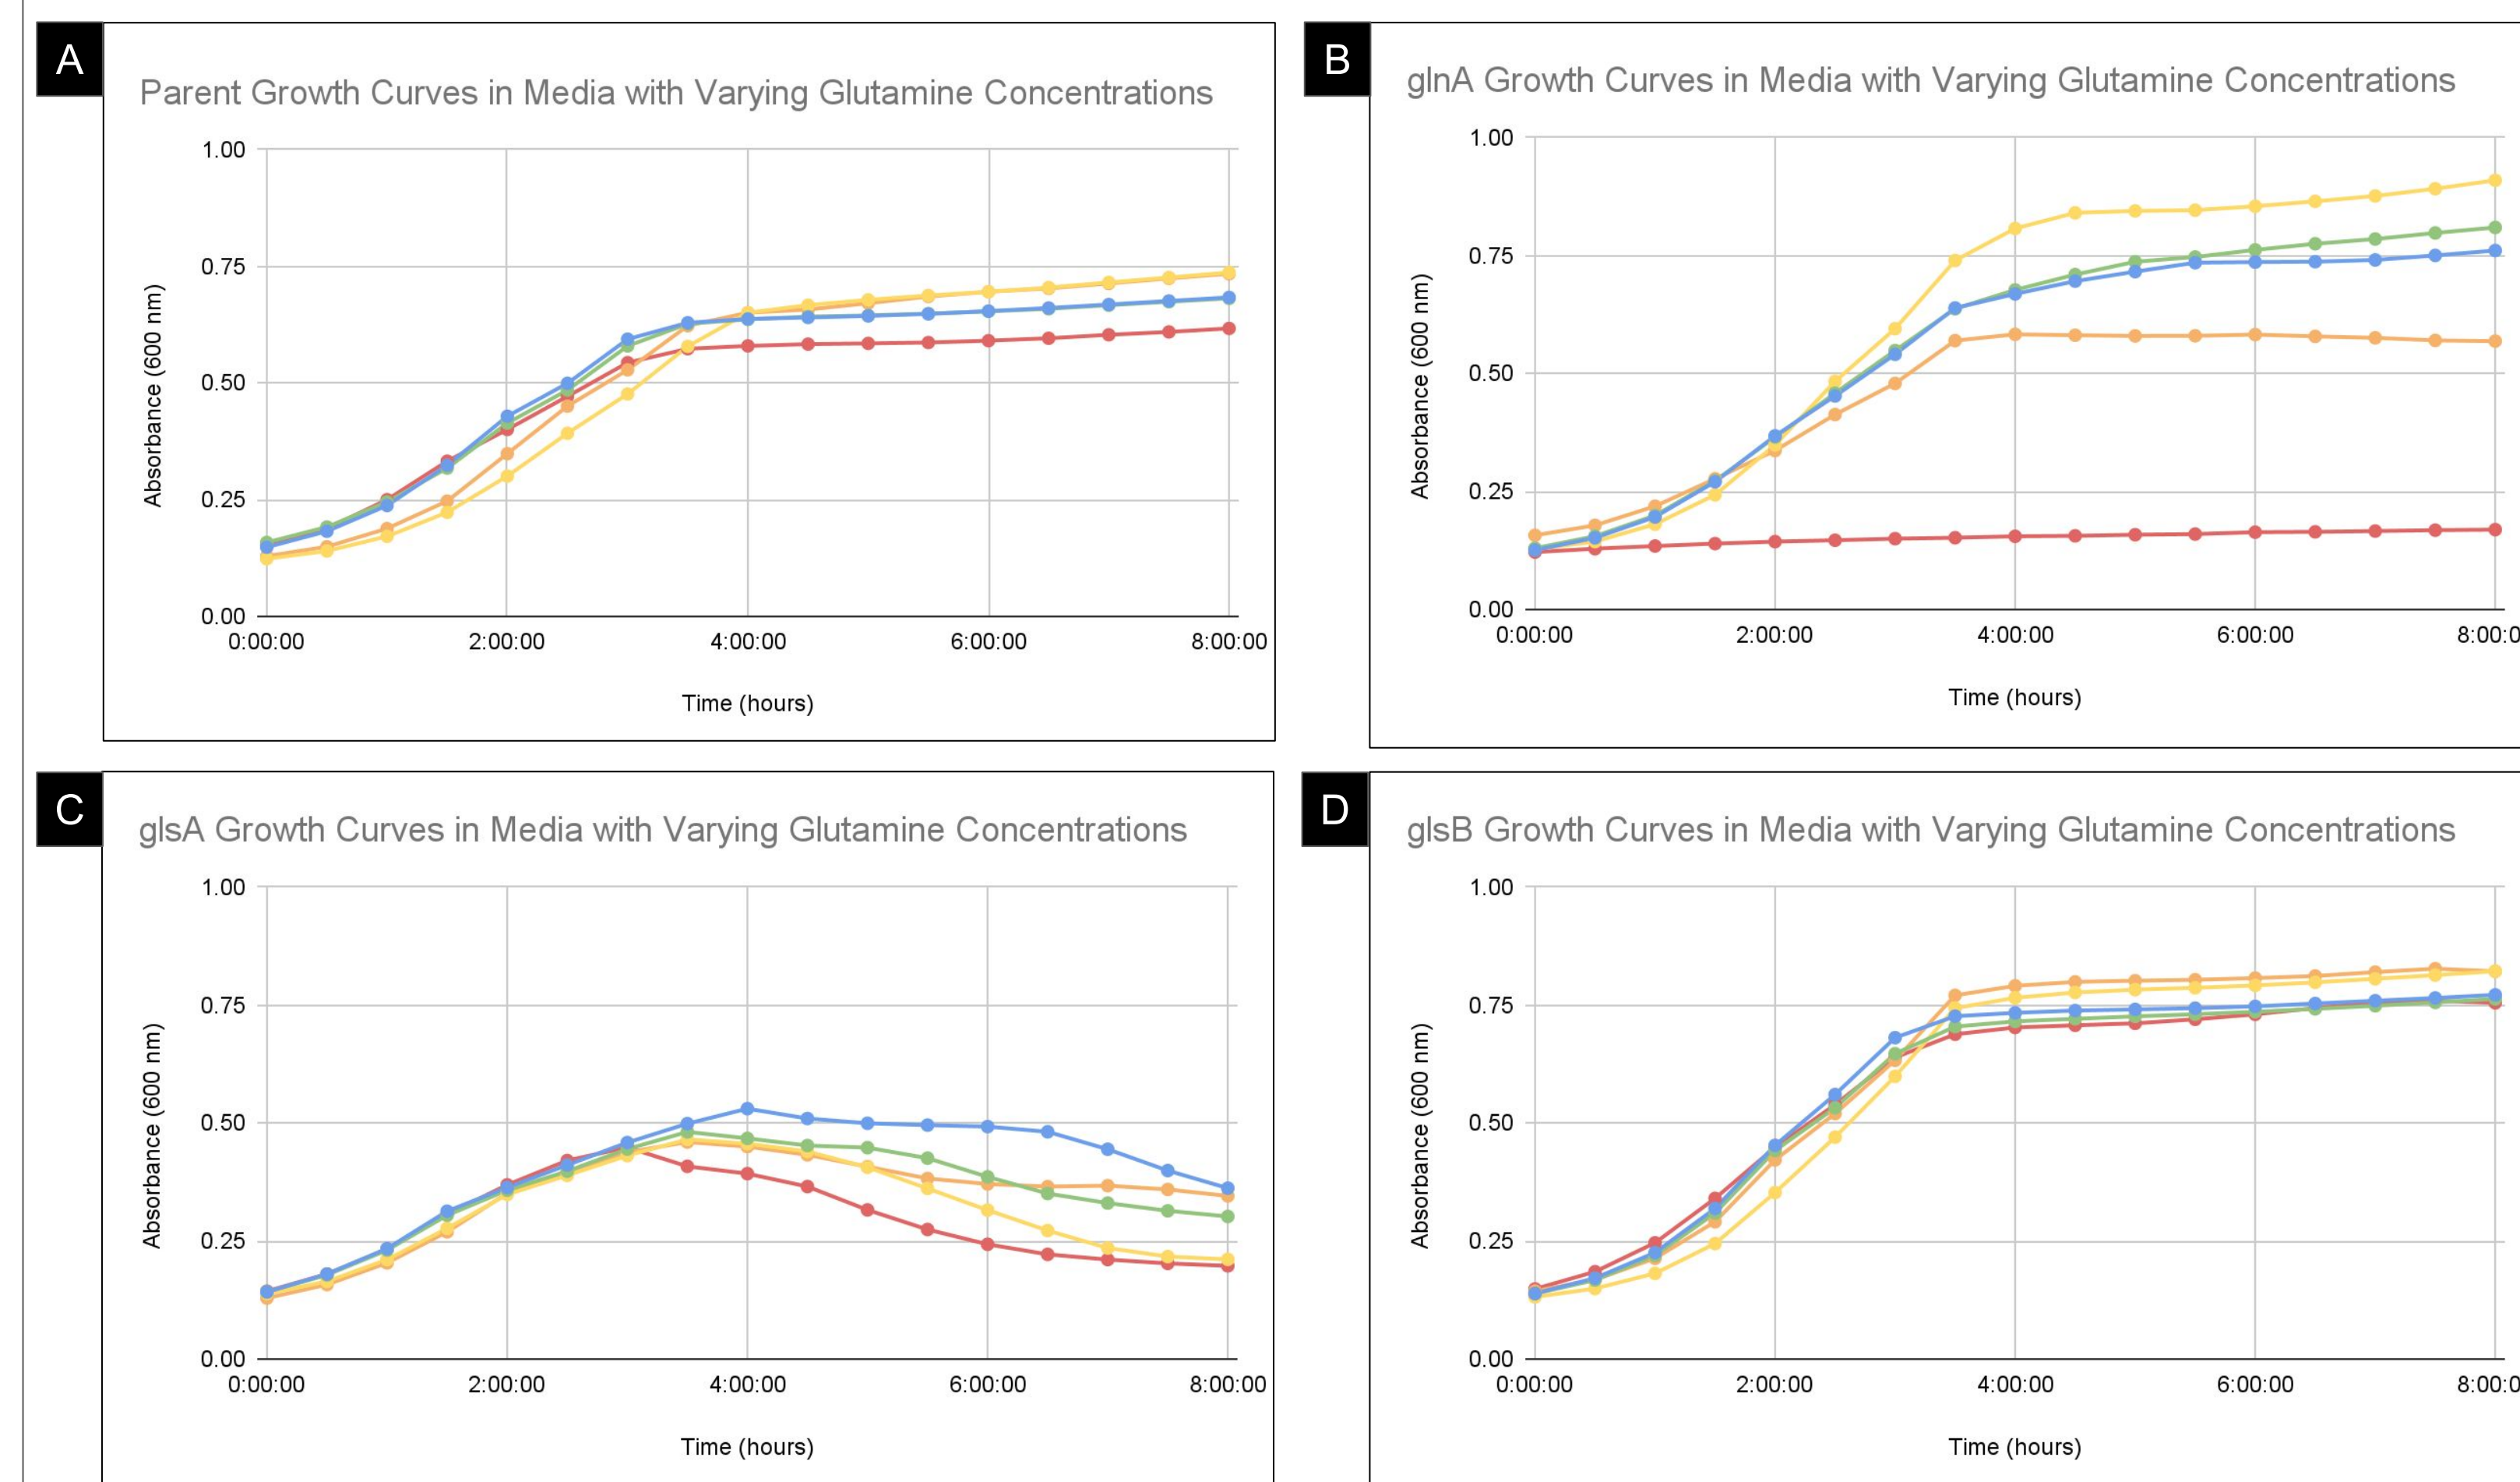 A
Parent Growth Curves in Media with Varying Glutamine Concentrations
1.00
0.75
0.50
0.25
0.00
Absorbance (600 nm)
0:00:00 2:00:00 4:00:00 6:00:00 8:00:00
Time (hours)
B
glnA Growth Curves in Media with Varying Glutamine Concentrations
1.00
0.75
0.50
0.25
0.00
Absorbance (600 nm)
0:00:00 2:00:00 4:00:00 6:00:00 8:00:0
Time (hours)
C
glsA Growth Curves in Media with Varying Glutamine Concentrations
1.00
0.75
0.50
0.25
0.00
Absorbance (600 nm)
0:00:00 2:00:00 4:00:00 6:00:00 8:00:00
Time (hours)
D
glsB Growth Curves in Media with Varying Glutamine Concentrations
1.00
0.75
0.50
0.25
0.00
Absorbance (600 nm)
0:00:00 2:00:00 4:00:00 6:00:00 8:00:0
Time (hours)